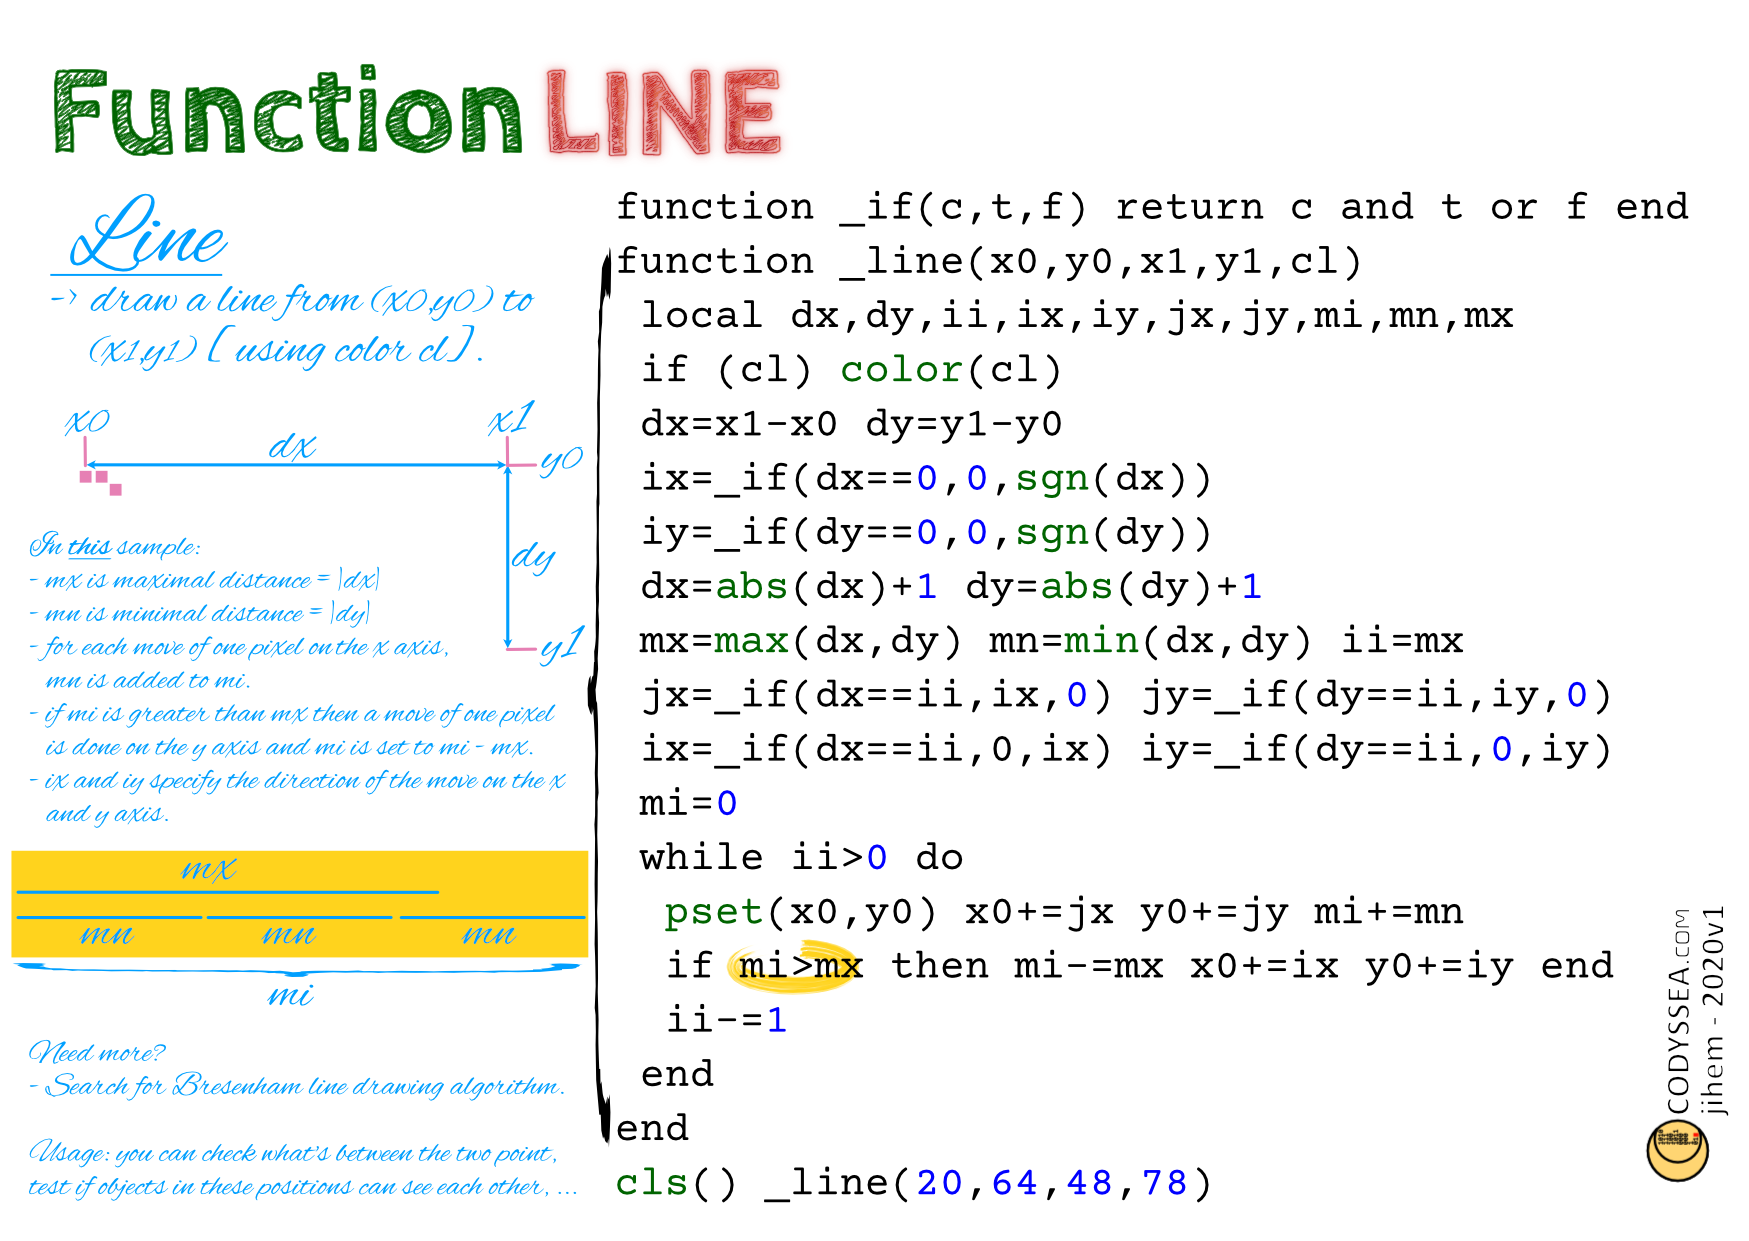 Function LINE
Line
-> draw a line from (x0,y0) to
(x1,y1) [ using color cl ] .
x0
x1
dx
y0
dy
y1
In this sample:
- mx is maximal distance = |dx|
- mn is minimal distance = |dy|
- for each move of one pixel on the x axis,
mn is added to mi.
- if mi is greater than mx then a move of one pixel
is done on the y axis and mi is set to mi - mx.
- ix and iy specify the direction of the move on the x
and y axis.
mx
mn mn mn
mi
Need more?
- Search for Bresenham line drawing algorithm.
Usage: you can check what's between the two point,
test if objects in these positions can see each other, ...
function _if(c,t,f) return c and t or f end
function _line(x0,y0,x1,y1,cl)
local dx,dy,ii,ix,iy,jx,jy,mi,mn,mx
if (cl) color(cl)
dx=x1-x0 dy=y1-y0
ix=_if(dx==0,0,sgn(dx))
iy=_if(dy==0,0,sgn(dy))
dx=abs(dx)+1 dy=abs(dy)+1
mx=max(dx,dy) mn=min(dx,dy) ii=mx
jx=_if(dx==ii,ix,0) jy=_if(dy==ii,iy,0)
ix=_if(dx==ii,0,ix) iy=_if(dy==ii,0,iy)
mi=0
while ii>0 do
pset(x0,y0) x0+=jx y0+=jy mi+=mn
if mi>mx then mi-=mx x0+=ix y0+=iy end
ii-=1
end
end
cls() _line(20,64,48,78)
CODYSSEA.COM
jihem - 2020v1